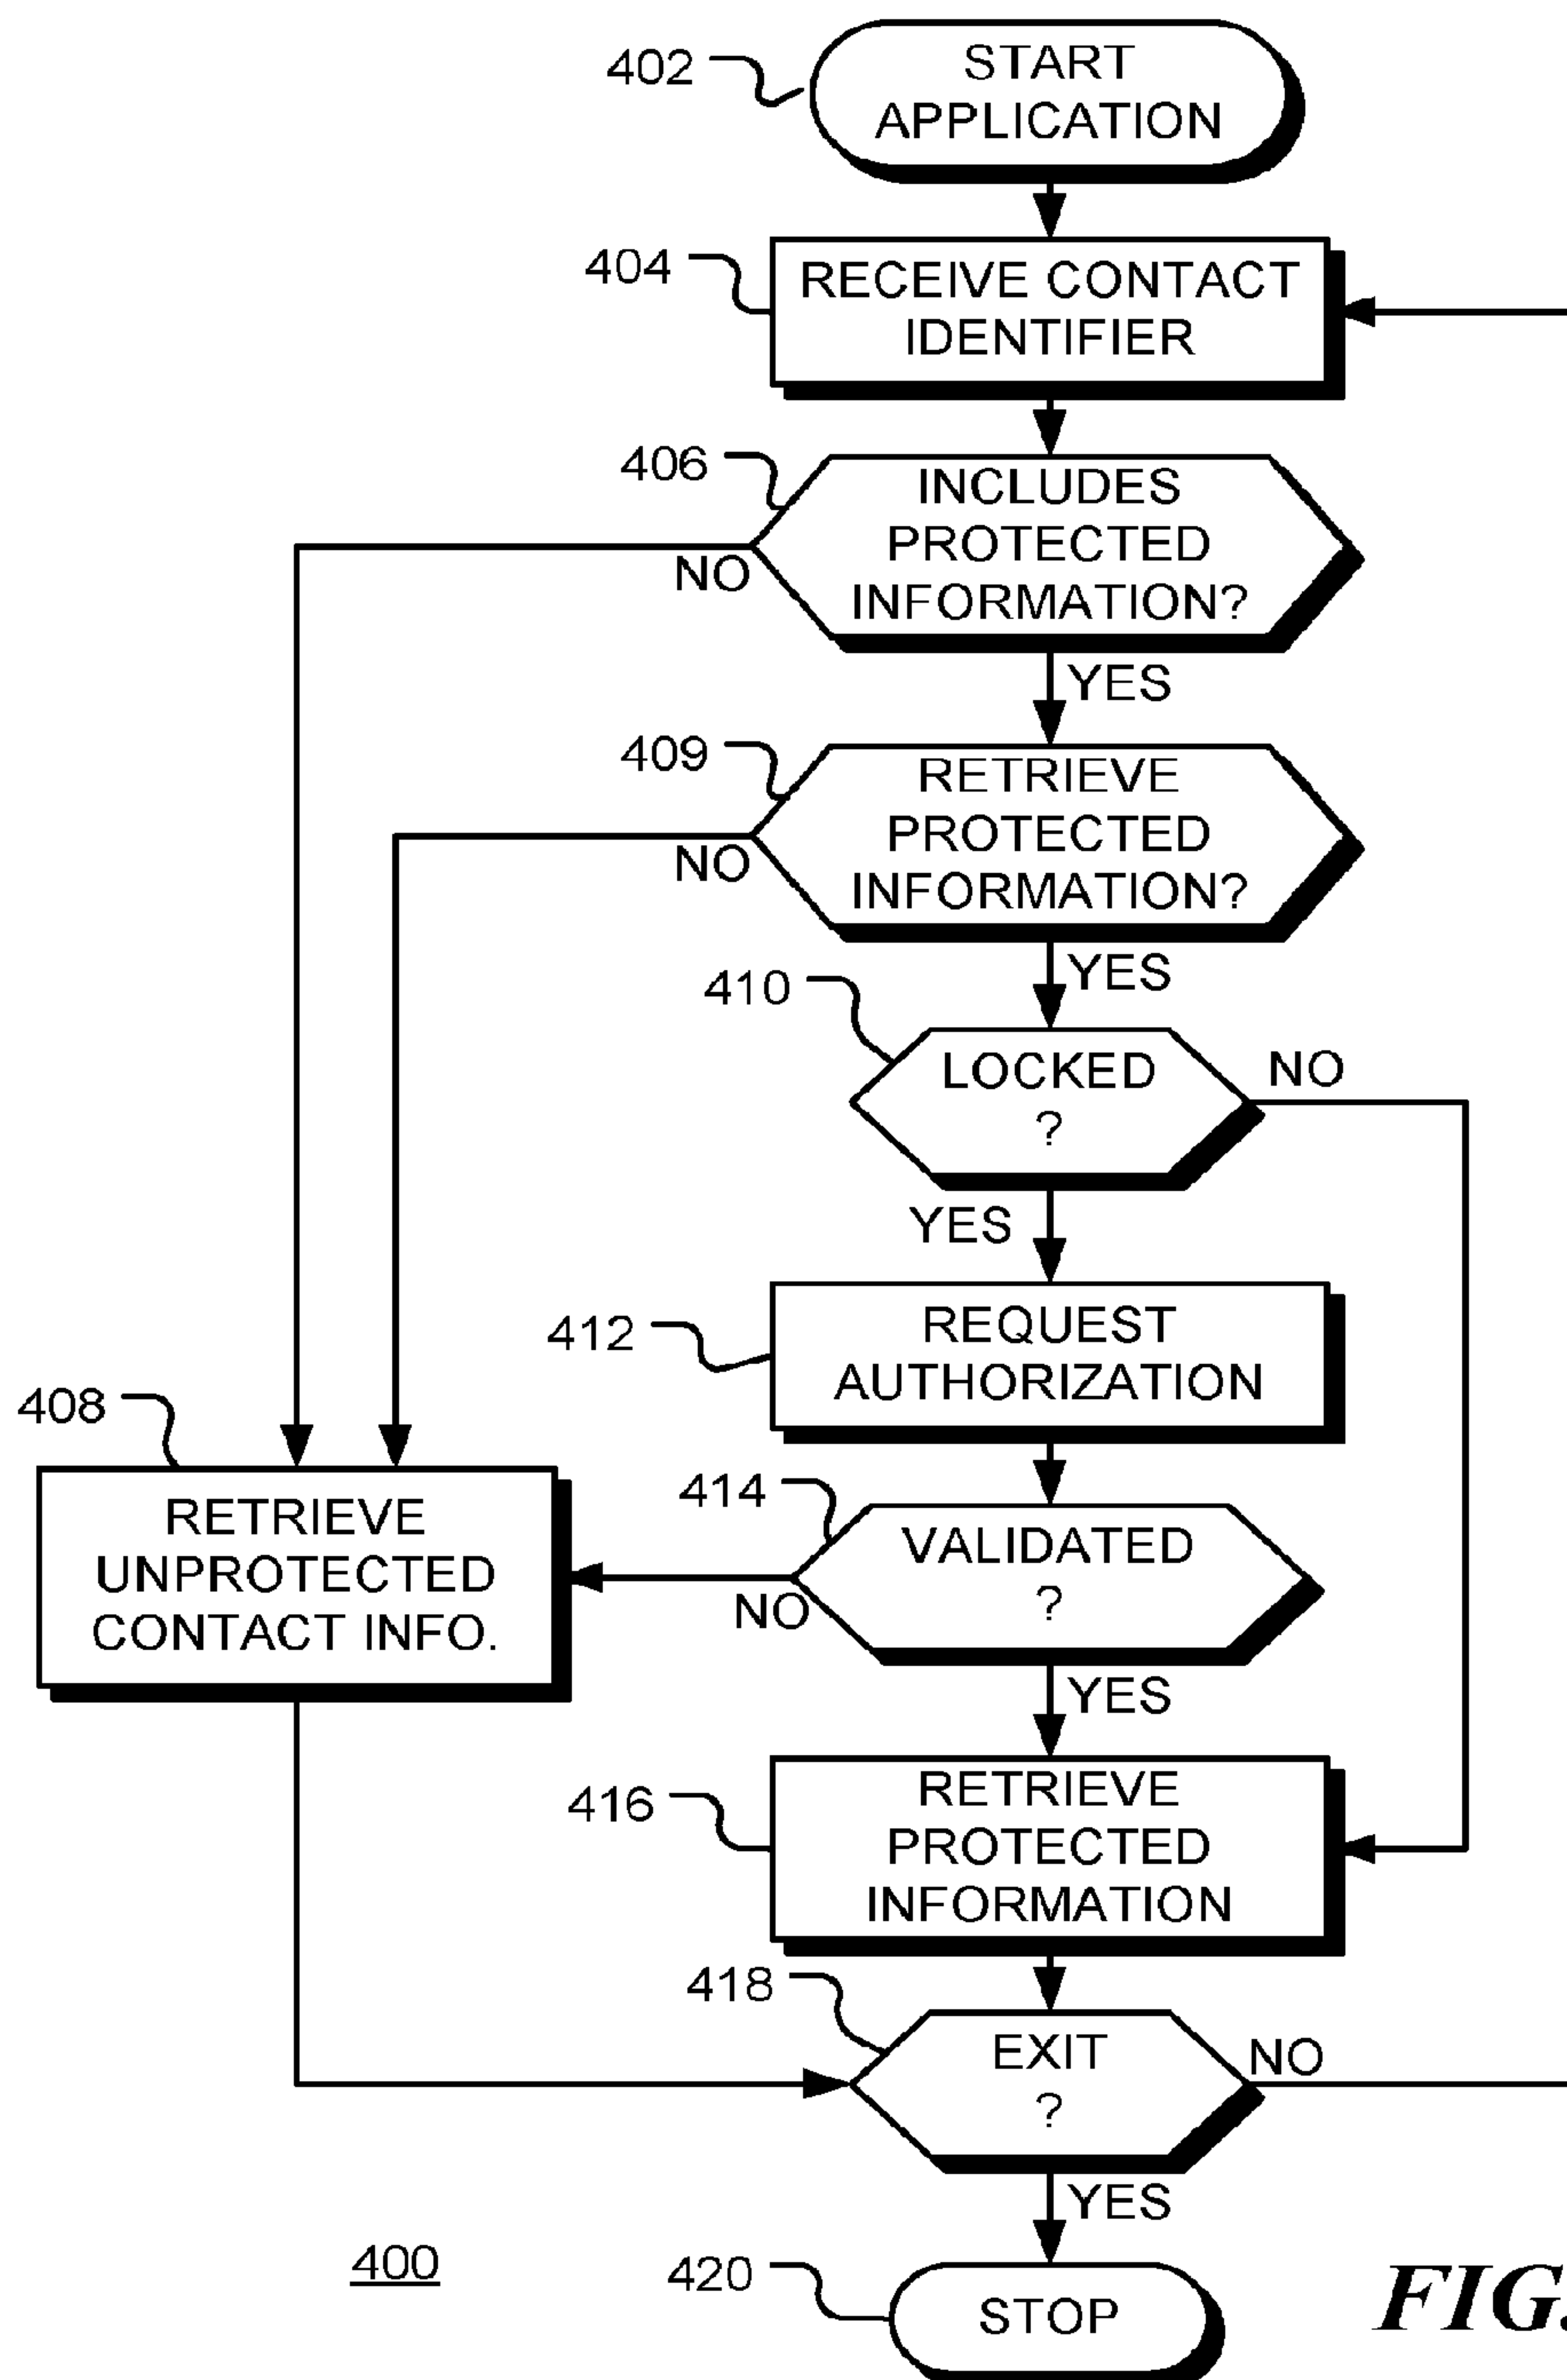 402
START
APPLICATION
404
RECEIVE CONTACT
IDENTIFIER
406
INCLUDES
PROTECTED
INFORMATION?
NO
YES
409
RETRIEVE
PROTECTED
INFORMATION?
NO
YES
410
LOCKED
?
NO
YES
412
REQUEST
AUTHORIZATION
408
RETRIEVE
UNPROTECTED
CONTACT INFO.
414
VALIDATED
?
NO
YES
416
RETRIEVE
PROTECTED
INFORMATION
418
EXIT
?
NO
YES
400
420
STOP
FIG.